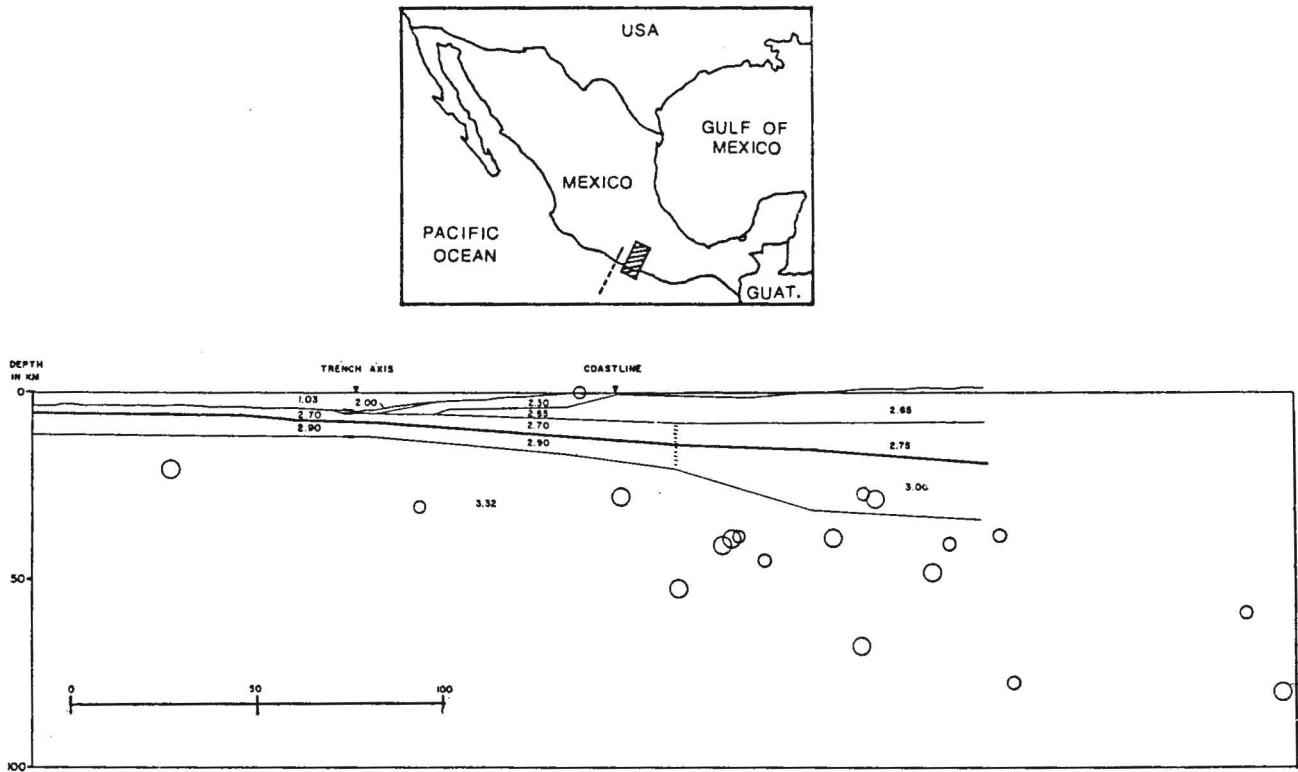 USA
GULF OF
MEXICO
MEXICO
PACIFIC
OCEAN
GUAT.
DEPTH
IN KM
TRENCH AXIS
COASTLINE
0
1.03
2.00
2.50
2.55
2.65
2.70
2.70
2.90
2.90
2.75
3.00
3.32
50
0
50
100
100